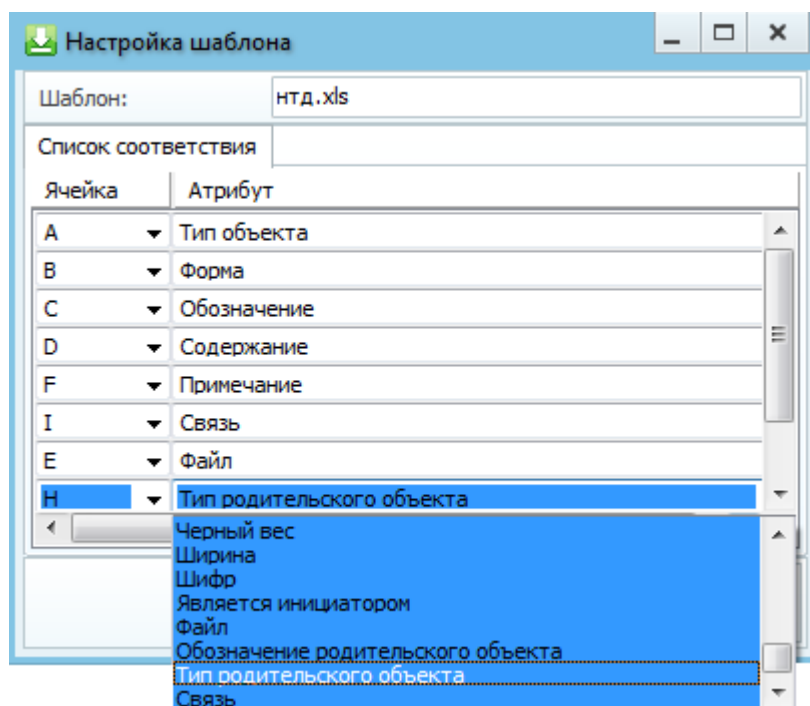 Настройка шаблона
Шаблон: нтд.xls
Список соответствия
Ячейка Атрибут
A Тип объекта
B Форма
C Обозначение
D Содержание
F Примечание
I Связь
E Файл
H Тип родительского объекта
Черный вес
Ширина
Шифр
Является инициатором
Файл
Обозначение родительского объекта
Тип родительского объекта
Связь